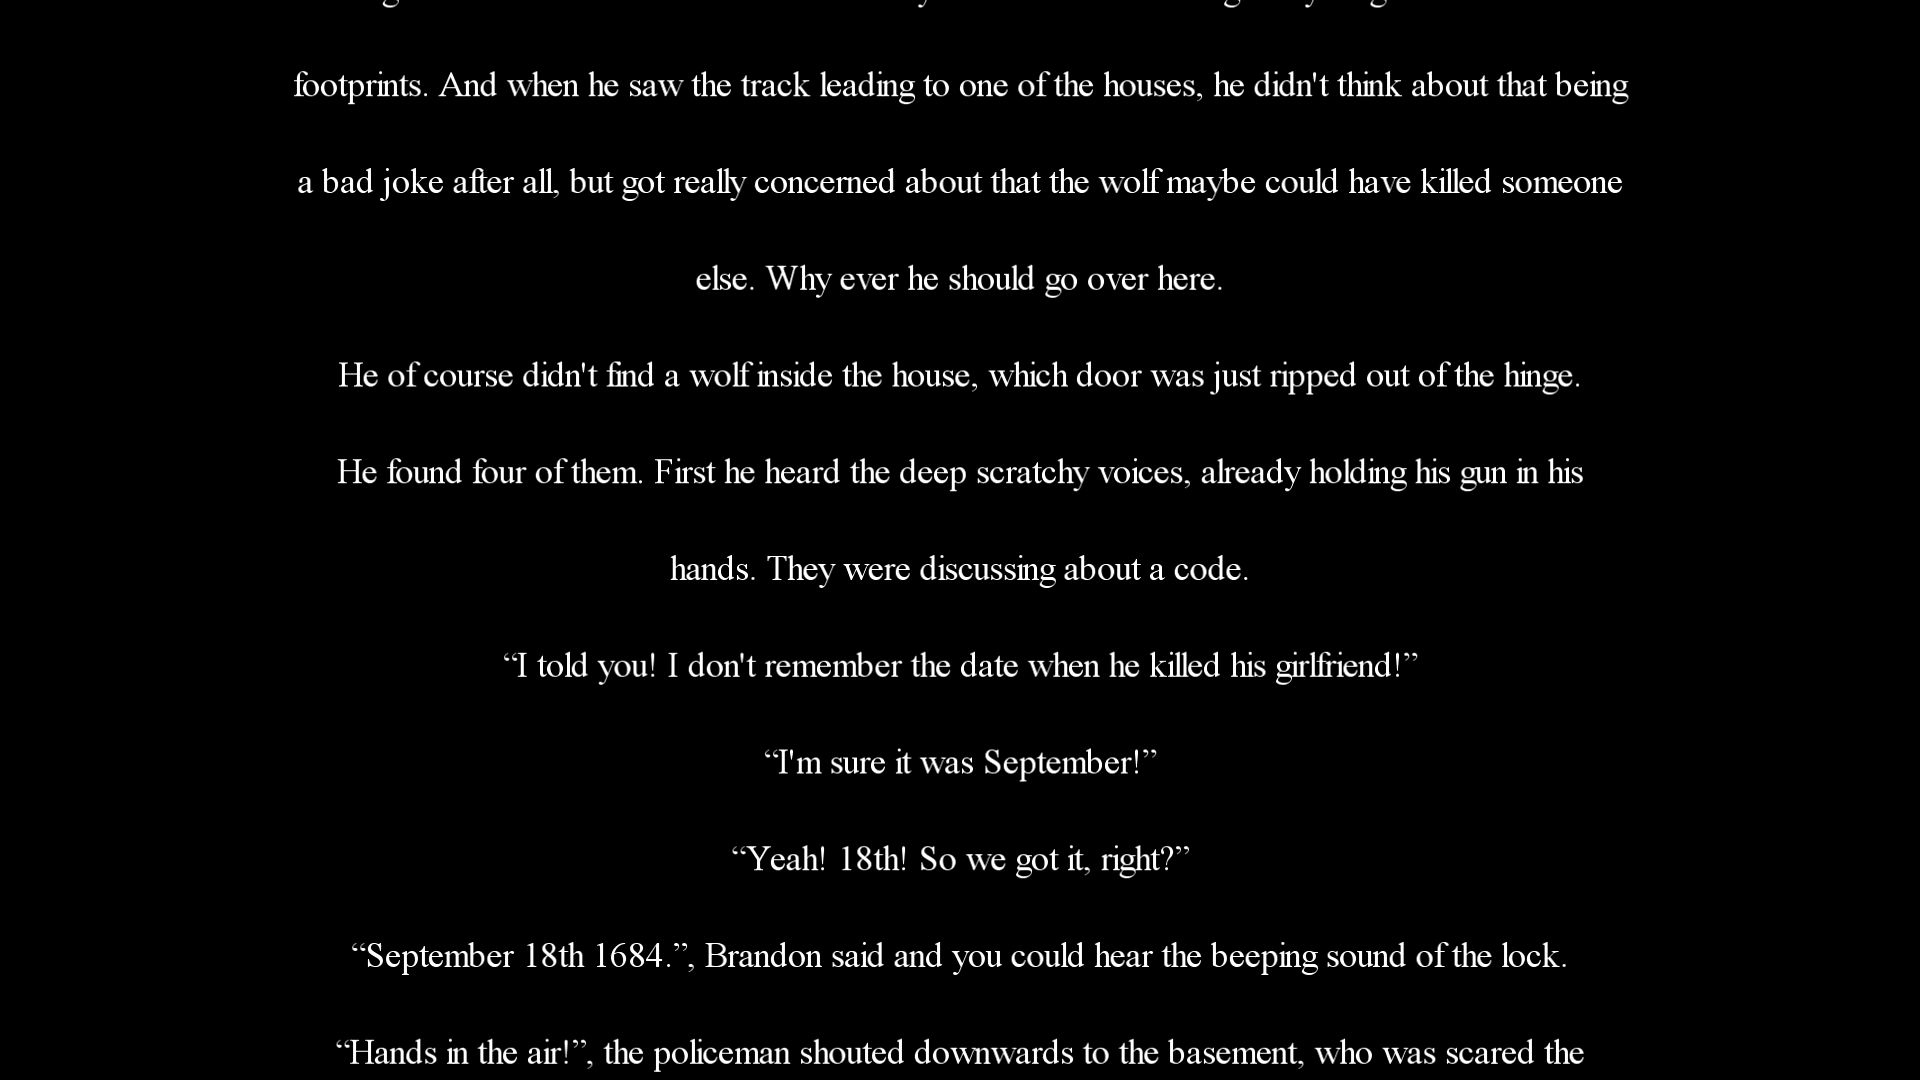 footprints. And when he saw the track leading to one of the houses, he didn't think about that being
a bad joke after all, but got really concerned about that the wolf maybe could have killed someone
else. Why ever he should go over here.
He of course didn't find a wolf inside the house, which door was just ripped out of the hinge.
He found four of them. First he heard the deep scratchy voices, already holding his gun in his
hands. They were discussing about a code.
“I told you! I don't remember the date when he killed his girlfriend!”
“I'm sure it was September!”
“Yeah! 18th! So we got it, right?”
“September 18th 1684.”, Brandon said and you could hear the beeping sound of the lock.
“Hands in the air!”, the policeman shouted downwards to the basement, who was scared the